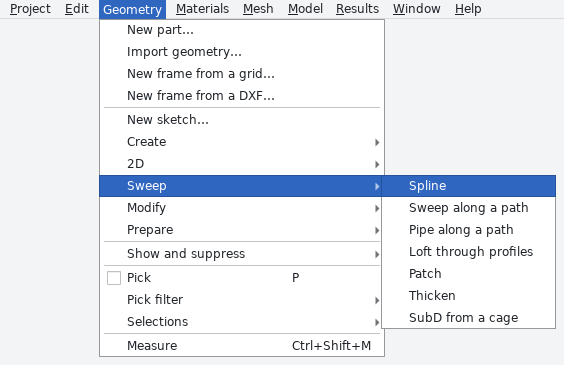 Project Edit Geometry Materials Mesh Model Results Window Help
New part...
Import geometry...
New frame from a grid...
New frame from a DXF...
New sketch...
Create
2D
Sweep
Modify
Prepare
Show and suppress
Pick P
Pick filter
Selections
Measure Ctrl+Shift+M
Spline
Sweep along a path
Pipe along a path
Loft through profiles
Patch
Thicken
SubD from a cage